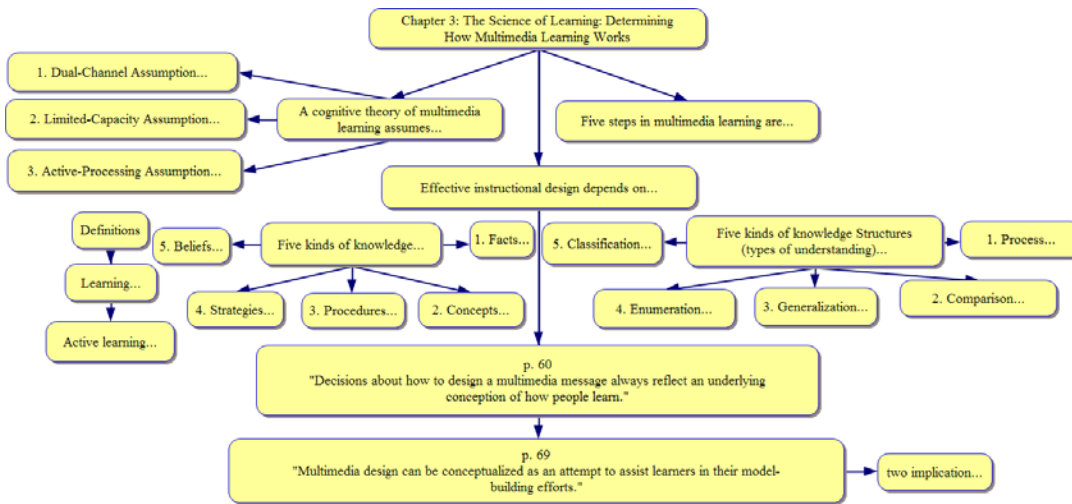 Chapter 3: The Science of Learning: Determining
How Multimedia Learning Works
1. Dual-Channel Assumption...
2. Limited-Capacity Assumption...
A cognitive theory of multimedia
learning assumes...
Five steps in multimedia learning are...
3. Active-Processing Assumption...
Effective instructional design depends on...
Definitions
5. Beliefs...
Five kinds of knowledge...
1. Facts...
5. Classification...
Five kinds of knowledge Structures
(types of understanding)...
1. Process...
Learning...
4. Strategies...
3. Procedures...
2. Concepts...
4. Enumeration...
3. Generalization...
2. Comparison...
Active learning...
p. 60
"Decisions about how to design a multimedia message always reflect an underlying
conception of how people learn."
p. 69
"Multimedia design can be conceptualized as an attempt to assist learners in their model-
building efforts."
two implication...